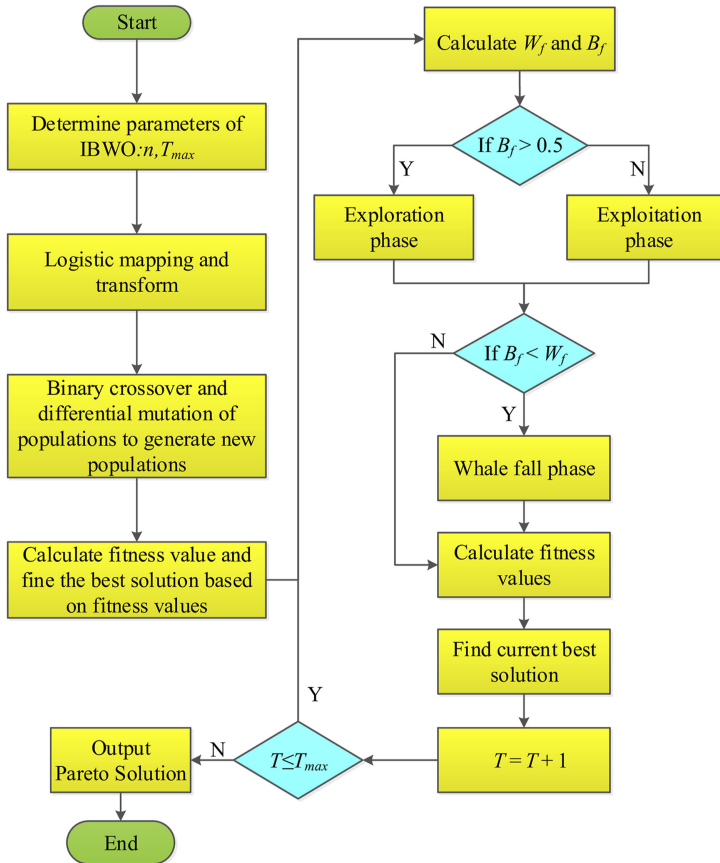 Start
Determine parameters of
IBWO:n,Tmax
Logistic mapping and
transform
Binary crossover and
differential mutation of
populations to generate new
populations
Calculate fitness value and
fine the best solution based
on fitness values
Calculate Wf and Bf
If Bf > 0.5
Y
N
Exploration
phase
Exploitation
phase
If Bf < Wf
N
Y
Whale fall phase
Calculate fitness
values
Find current best
solution
T = T + 1
T≤Tmax
Y
N
Output
Pareto Solution
End